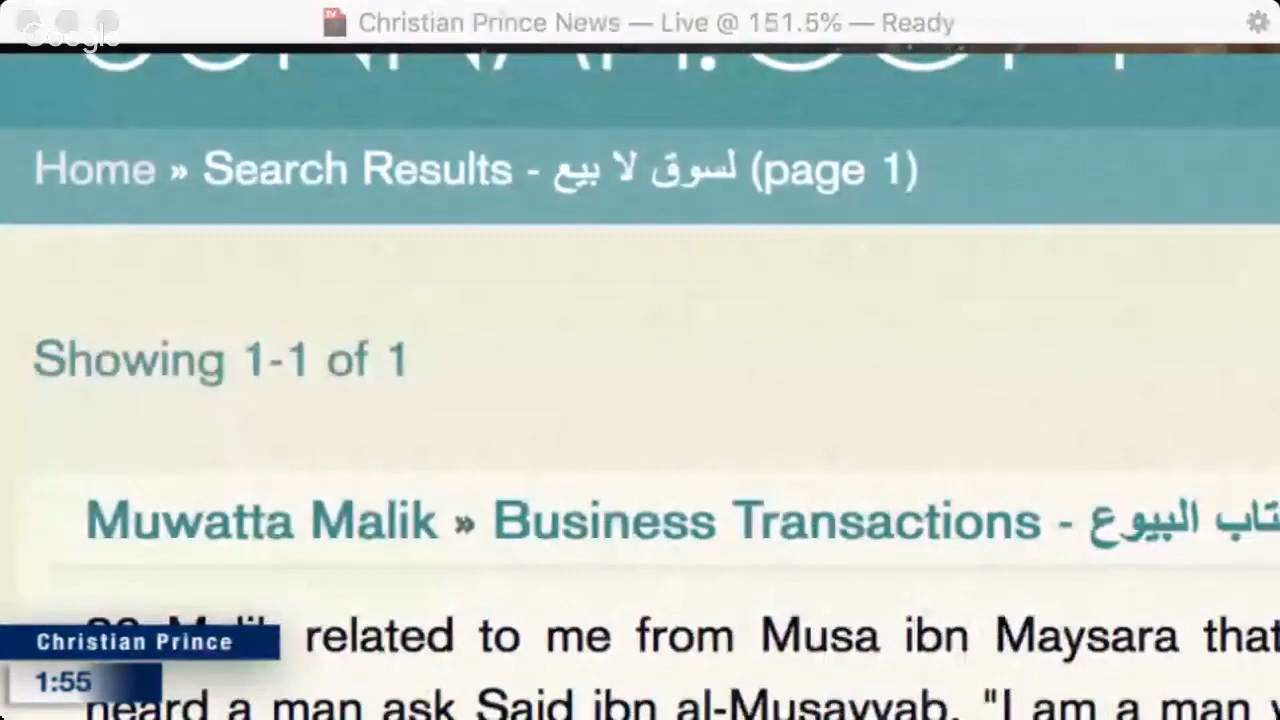 Google
Christian Prince News — Live @ 151.5% — Ready
Home » Search Results - لسوق لا بيع (page 1)
Showing 1-1 of 1
Muwatta Malik » Business Transactions - تاب البيوع
related to me from Musa ibn Maysara that
heard a man ask Said ibn al-Musayyab, "I am a man
Christian Prince
1:55